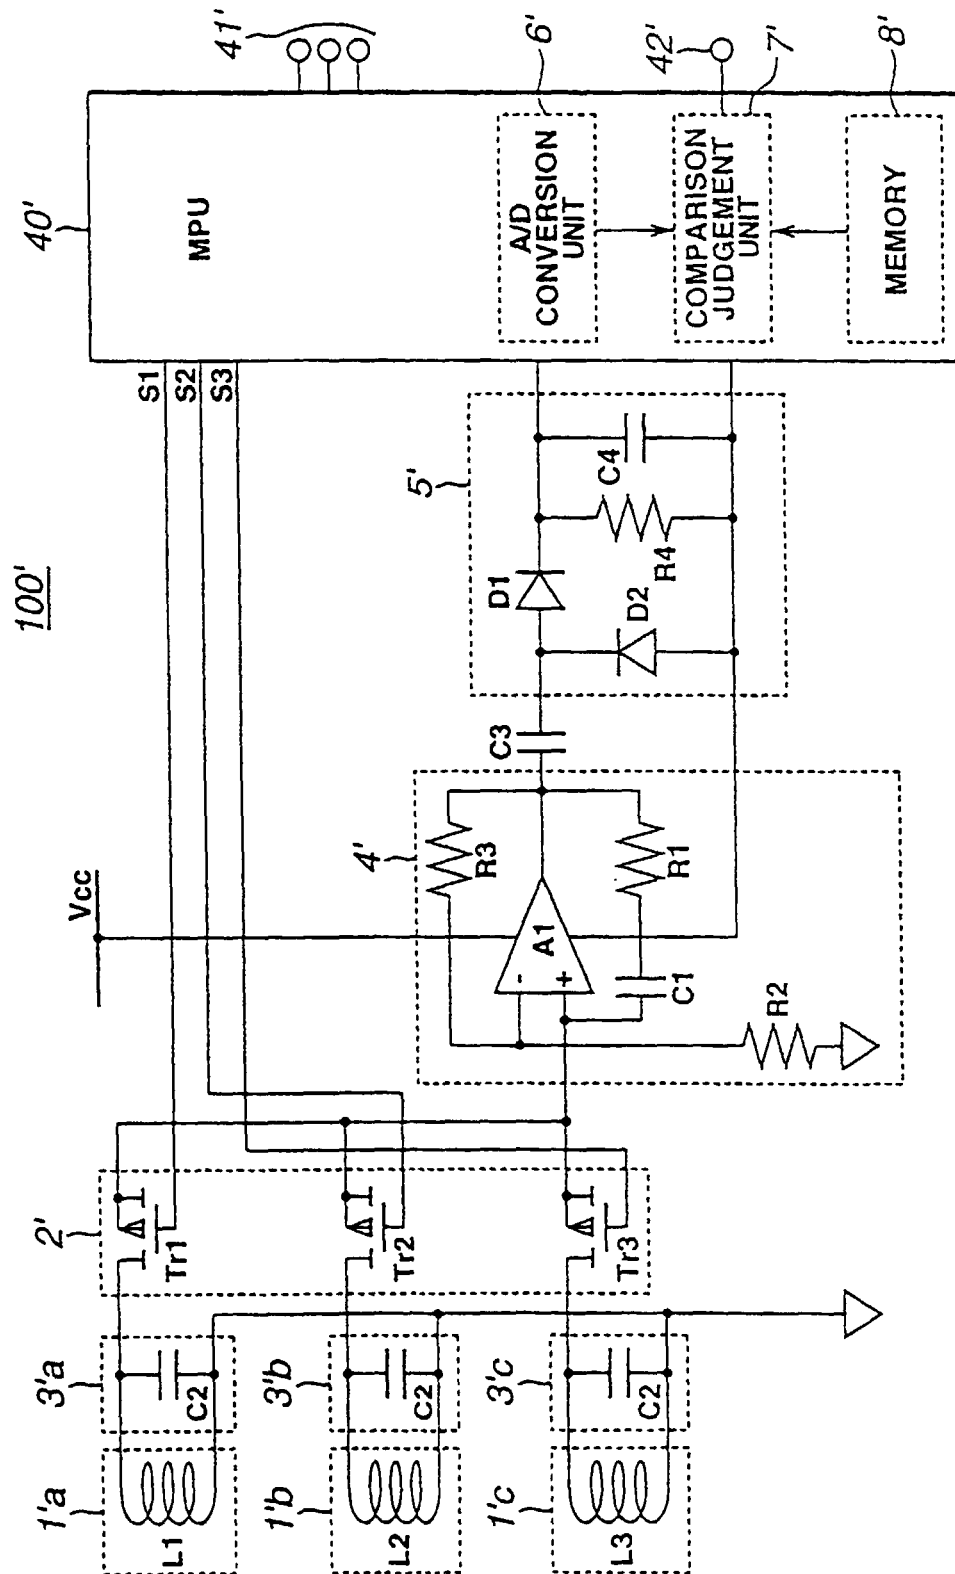 100'
40'
MPU
41'
S1
S2
S3
Vcc
2'
Tr1
Tr2
Tr3
3'a
C2
3'b
C2
3'c
C2
1'a
L1
1'b
L2
1'c
L3
4'
R3
A1
-
+
R1
C1
R2
C3
5'
D1
D2
R4
C4
6'
A/D
CONVERSION
UNIT
42'
7'
COMPARISON
JUDGEMENT
UNIT
8'
MEMORY